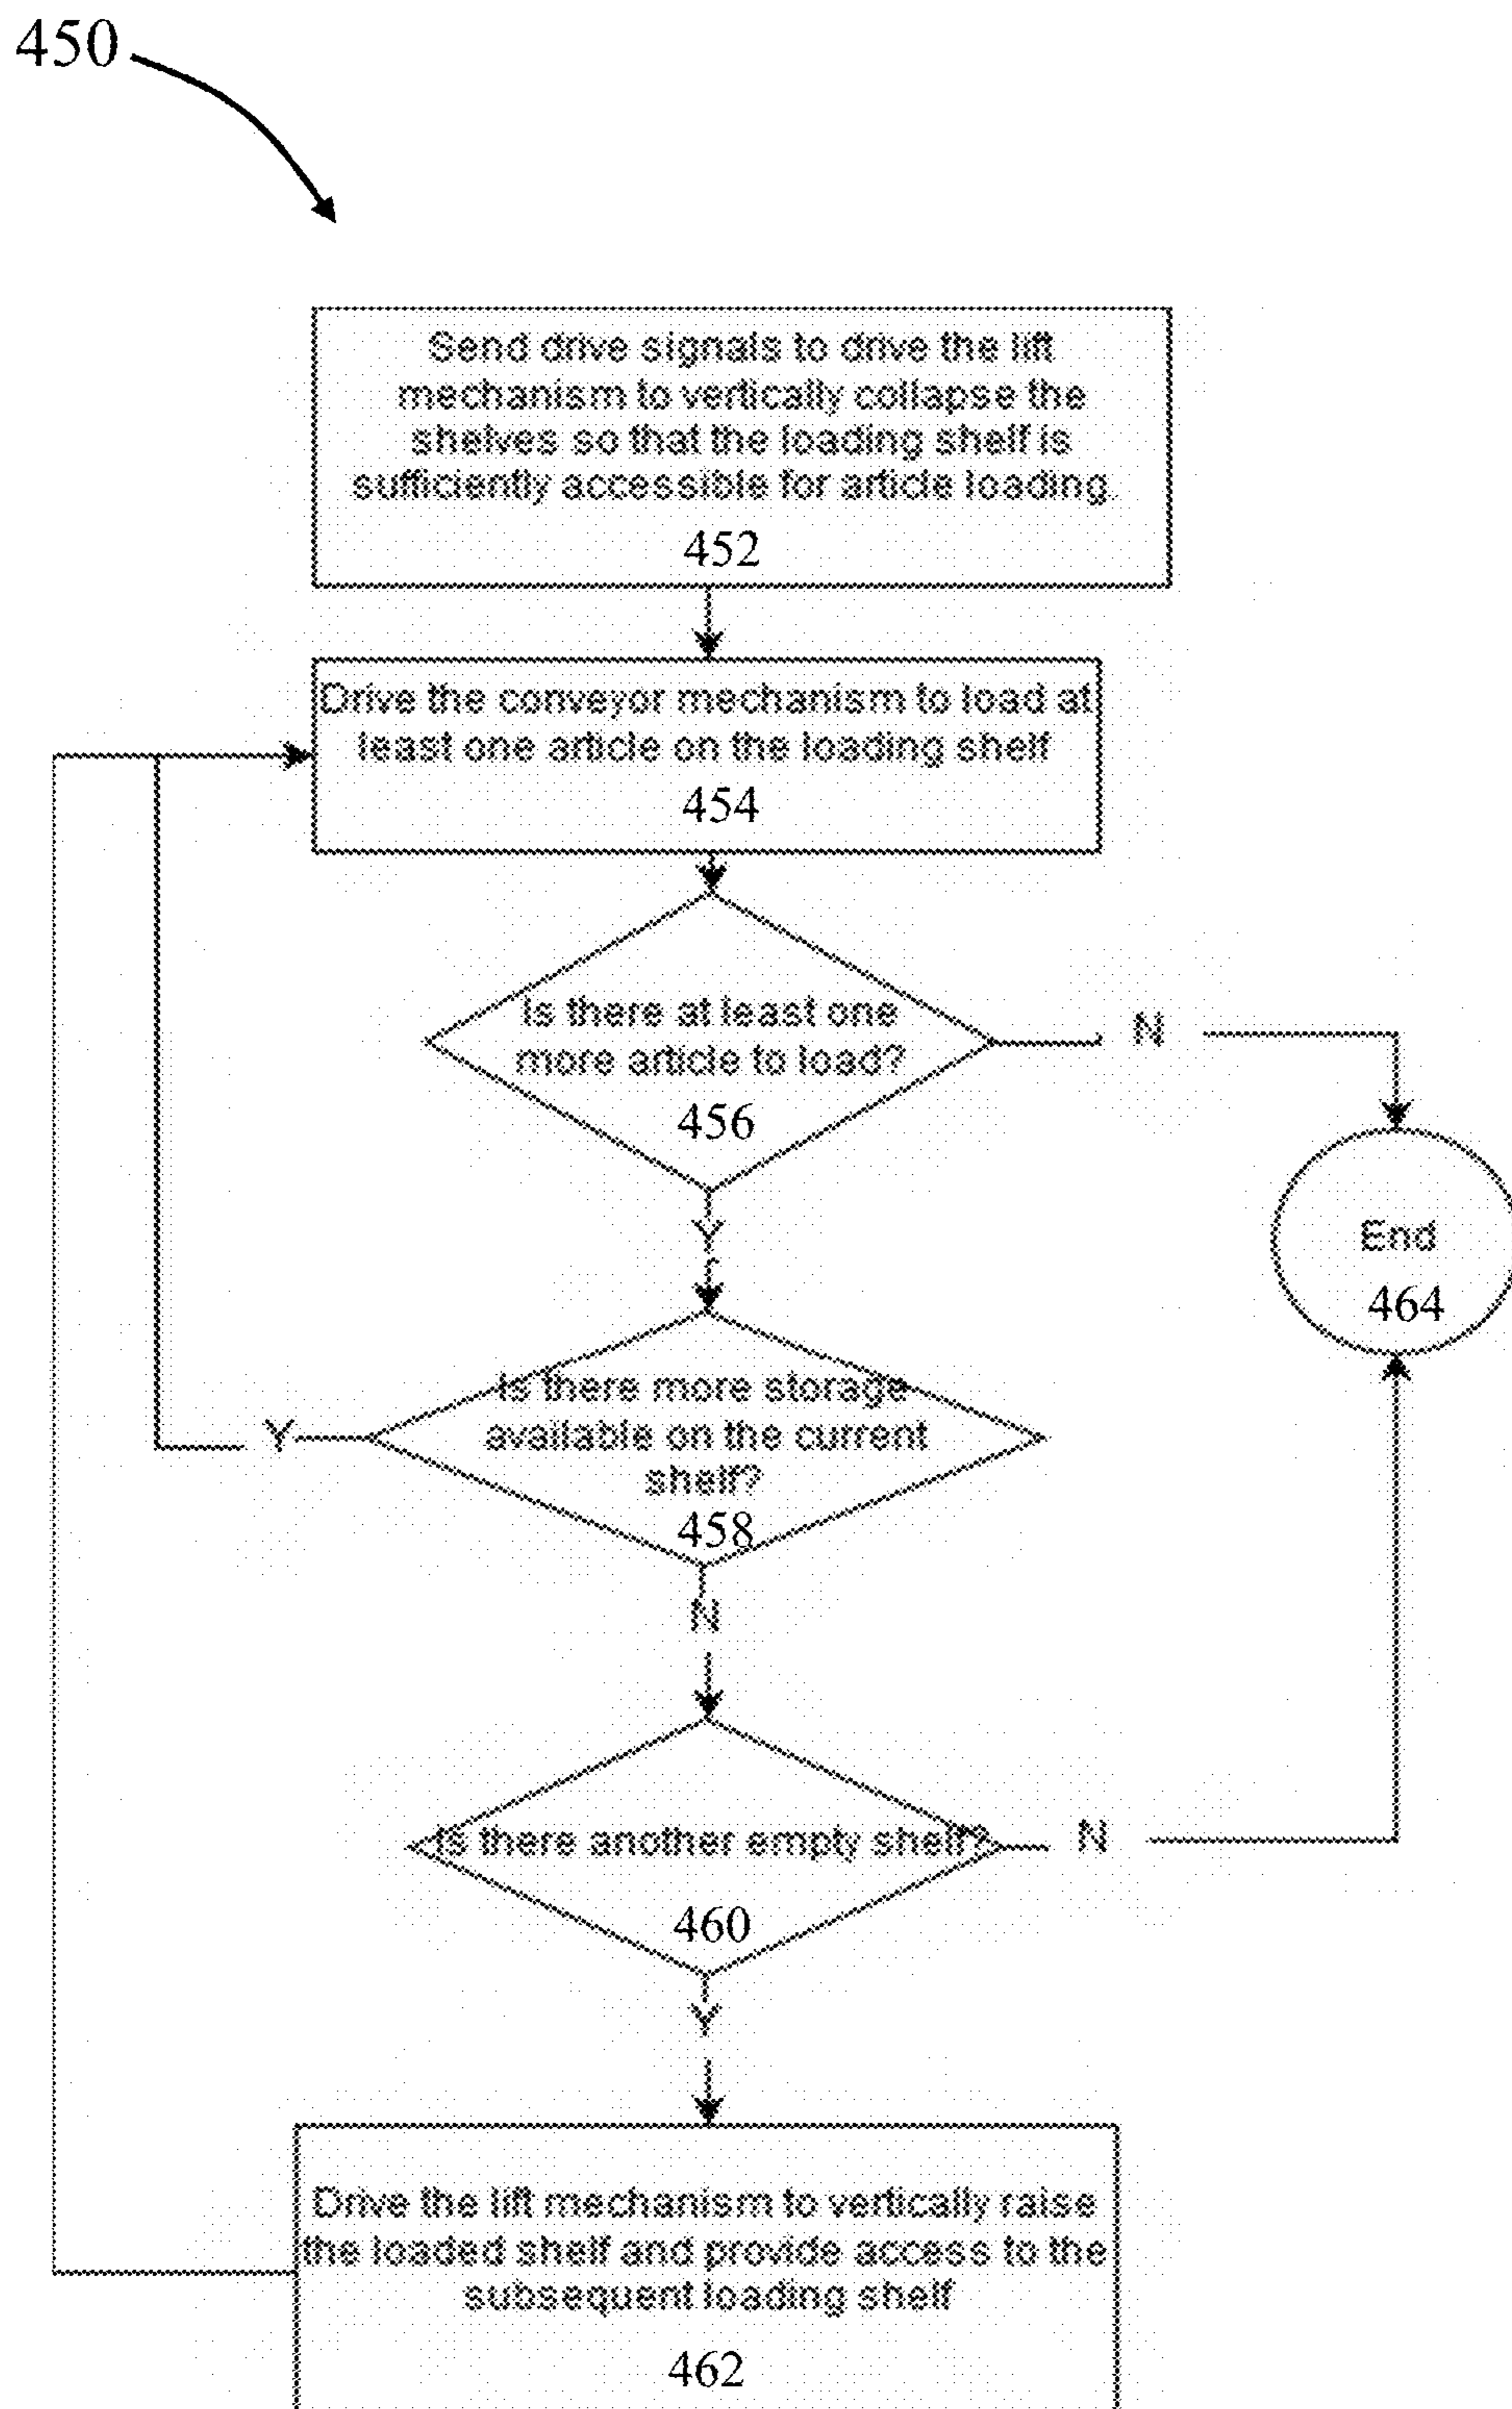 450
Send drive signals to drive the lift
mechanism to vertically collapse the
shelves so that the loading shelf is
sufficiently accessible for article loading.
452
Drive the conveyor mechanism to load at
least one article on the loading shelf
454
Is there at least one
more article to load?
456
N
Y
End
464
Is there more storage
available on the current
shelf?
458
Y
N
Is there another empty shelf?
460
N
Y
Drive the lift mechanism to vertically raise
the loaded shelf and provide access to the
subsequent loading shelf
462